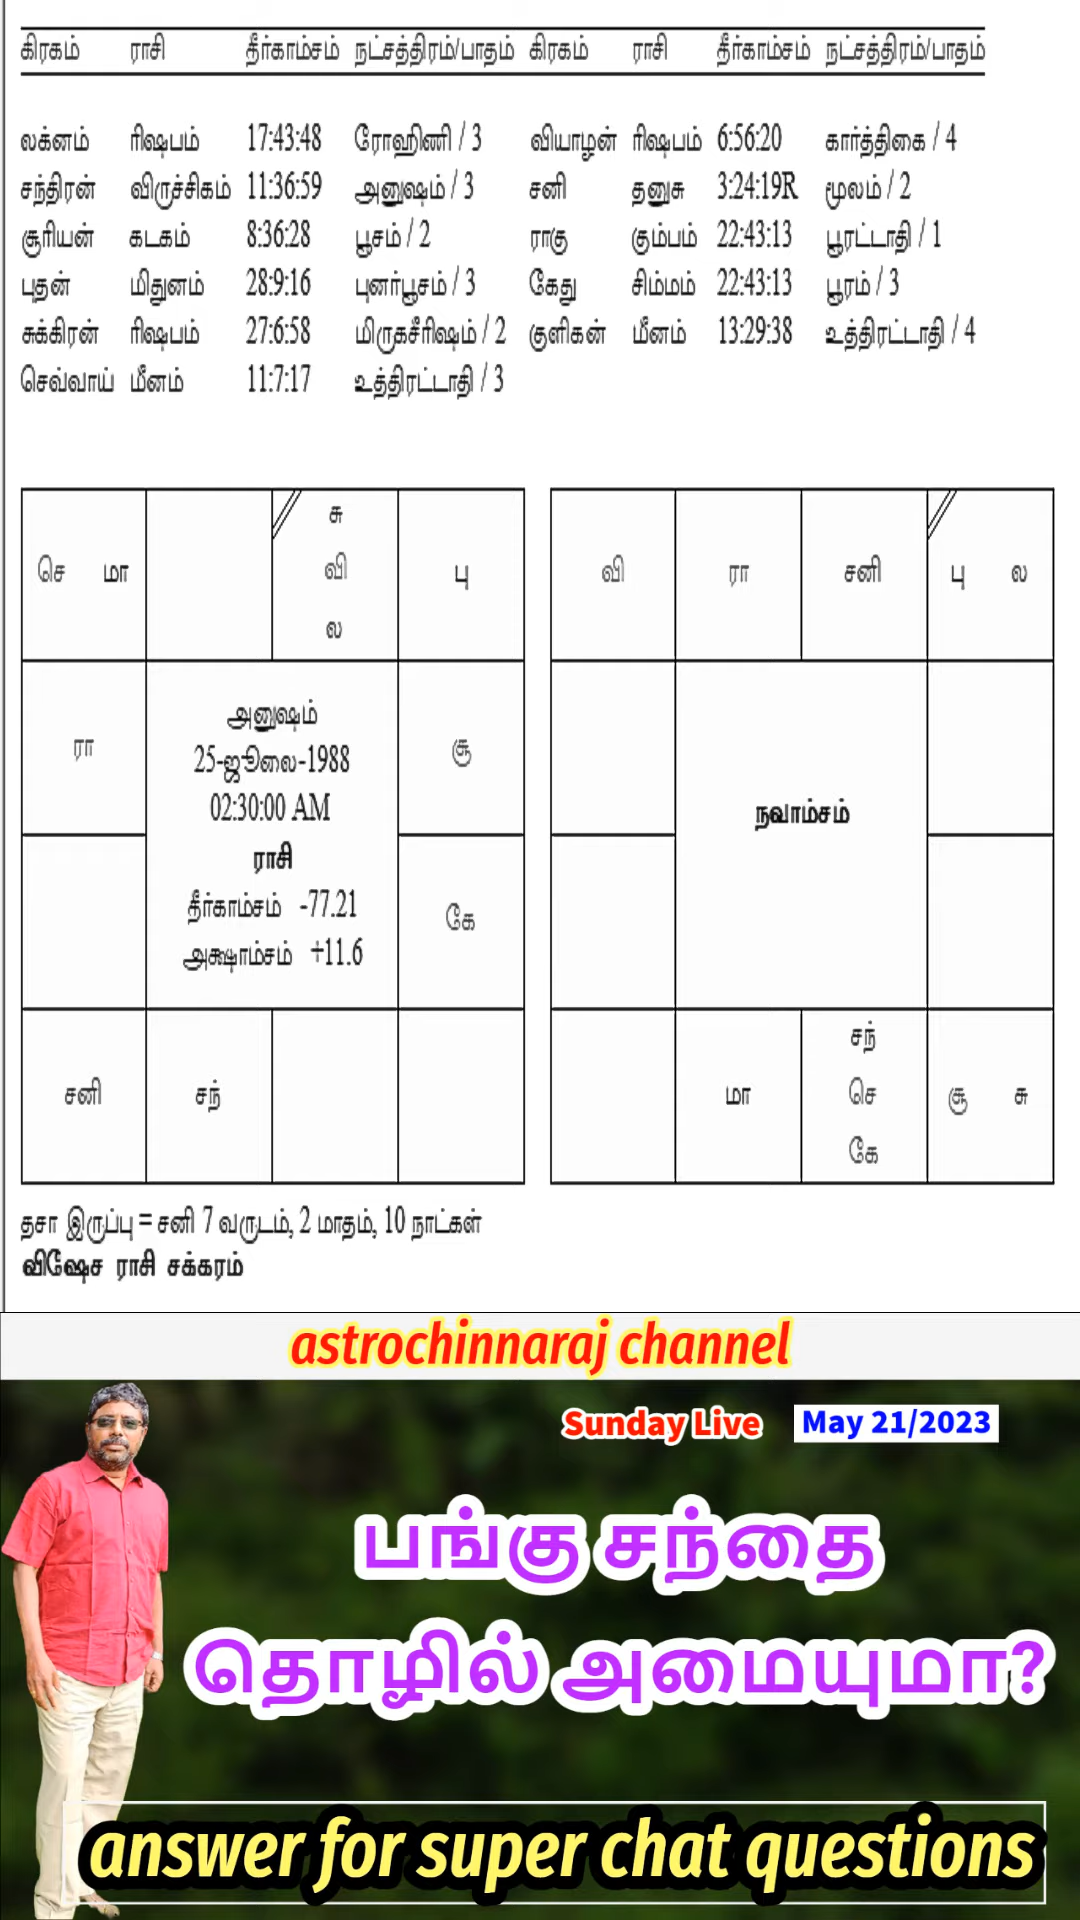 கிரகம் ராசி தீர்காம்சம் நட்சத்திரம்/பாதம் கிரகம் ராசி தீர்காம்சம் நட்சத்திரம்/பாதம்
லக்னம் ரிஷபம் 17:43:48 ரோஹிணி / 3 வியாழன் ரிஷபம் 6:56:20 கார்த்திகை / 4
சந்திரன் விருச்சிகம் 11:36:59 அனுஷம் / 3 சனி தனுசு 3:24:19R மூலம் / 2
சூரியன் கடகம் 8:36:28 பூசம் / 2 ராகு கும்பம் 22:43:13 பூரட்டாதி / 1
புதன் மிதுனம் 28:9:16 புனர்பூசம் / 3 கேது சிம்மம் 22:43:13 பூரம் / 3
சுக்கிரன் ரிஷபம் 27:6:58 மிருகசீரிஷம் / 2 குளிகன் மீனம் 13:29:38 உத்திரட்டாதி / 4
செவ்வாய் மீனம் 11:7:17 உத்திரட்டாதி / 3
சு
செ மா வி பு
ல
ரா
சூ
கே
சனி சந்
அனுஷம்
25-ஜூலை-1988
02:30:00 AM
ராசி
தீர்காம்சம் -77.21
அக்ஷாம்சம் +11.6
வி ரா சனி பு ல
நவாம்சம்
சந்
மா செ சூ சு
கே
தசா இருப்பு = சனி 7 வருடம், 2 மாதம், 10 நாட்கள்
விஷேச ராசி சக்கரம்
astrochinnaraj channel
Sunday Live May 21/2023
பங்கு சந்தை
தொழில் அமையுமா?
answer for super chat questions